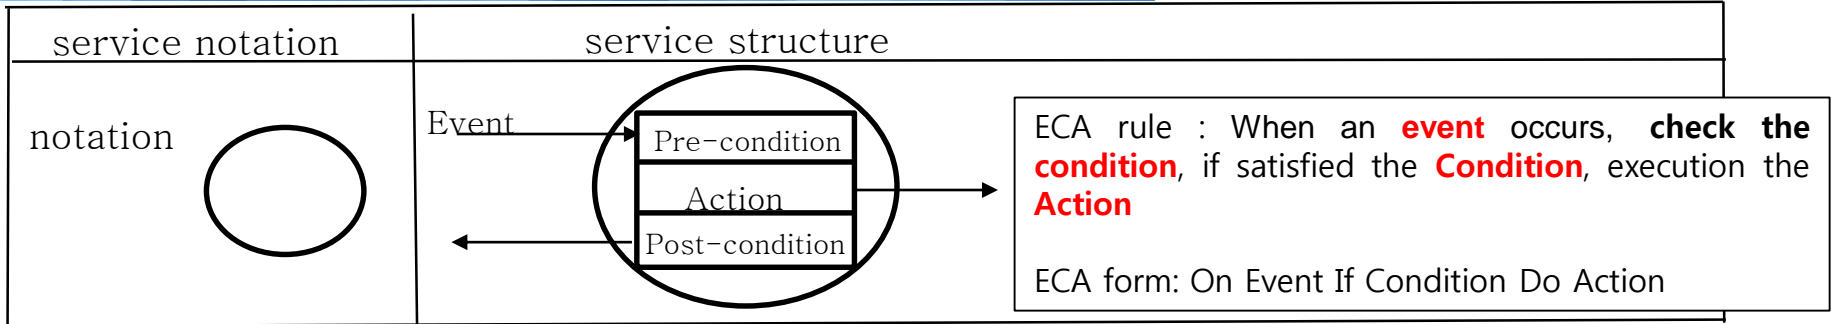 service notation
service structure
notation
Event
Pre-condition
Action
Post-condition
ECA rule : When an event occurs, check the
condition, if satisfied the Condition, execution the
Action
ECA form: On Event If Condition Do Action